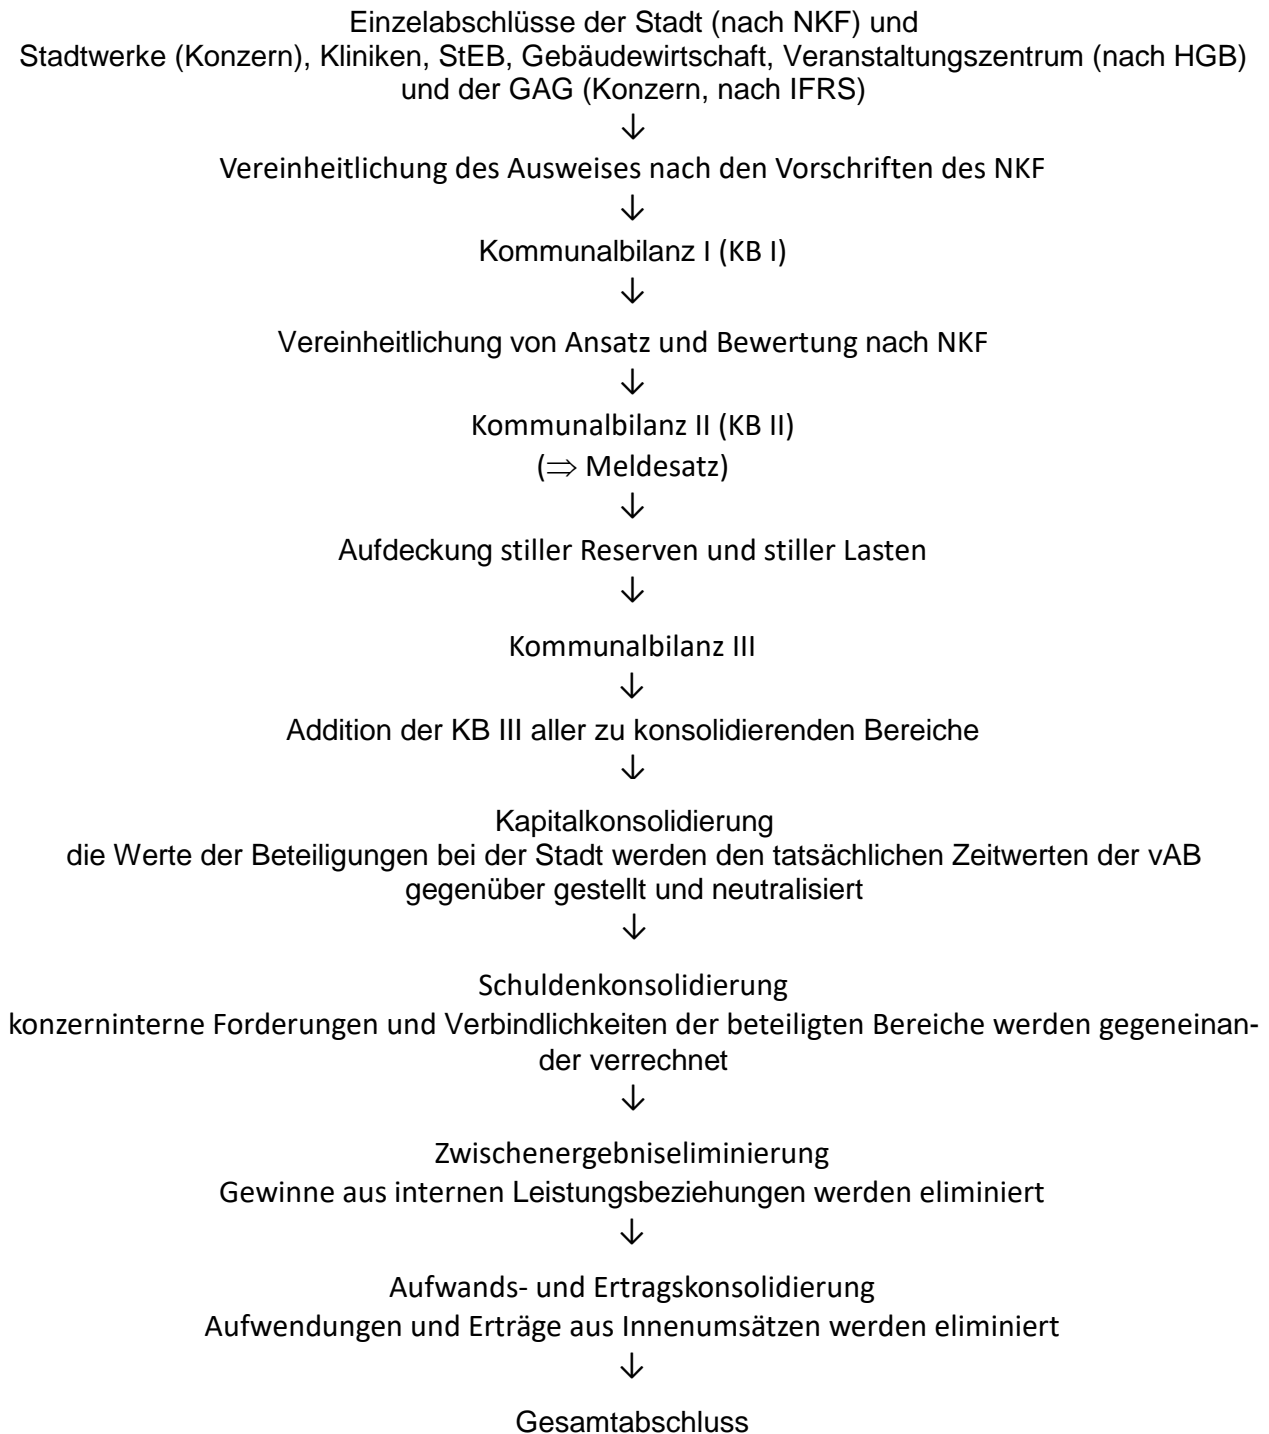 Einzelabschlüsse der Stadt (nach NKF) und
Stadtwerke (Konzern), Kliniken, StEB, Gebäudewirtschaft, Veranstaltungszentrum (nach HGB)
und der GAG (Konzern, nach IFRS)
↓
Vereinheitlichung des Ausweises nach den Vorschriften des NKF
↓
Kommunalbilanz I (KB I)
↓
Vereinheitlichung von Ansatz und Bewertung nach NKF
↓
Kommunalbilanz II (KB II)
(⇒ Meldesatz)
↓
Aufdeckung stiller Reserven und stiller Lasten
↓
Kommunalbilanz III
↓
Addition der KB III aller zu konsolidierenden Bereiche
↓
Kapitalkonsolidierung
die Werte der Beteiligungen bei der Stadt werden den tatsächlichen Zeitwerten der vAB
gegenüber gestellt und neutralisiert
↓
Schuldenkonsolidierung
konzerninterne Forderungen und Verbindlichkeiten der beteiligten Bereiche werden gegeneinan-
der verrechnet
↓
Zwischenergebniseliminierung
Gewinne aus internen Leistungsbeziehungen werden eliminiert
↓
Aufwands- und Ertragskonsolidierung
Aufwendungen und Erträge aus Innenumsätzen werden eliminiert
↓
Gesamtabschluss